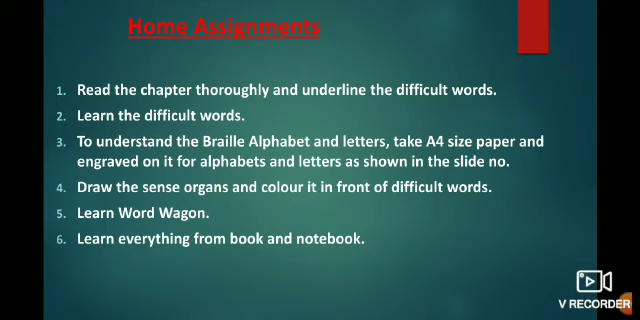 Home Assignments
1. Read the chapter thoroughly and underline the difficult words.
2. Learn the difficult words.
3. To understand the Braille Alphabet and letters, take A4 size paper and
engraved on it for alphabets and letters as shown in the slide no.
4. Draw the sense organs and colour it in front of difficult words.
5. Learn Word Wagon.
6. Learn everything from book and notebook.
V RECORDER